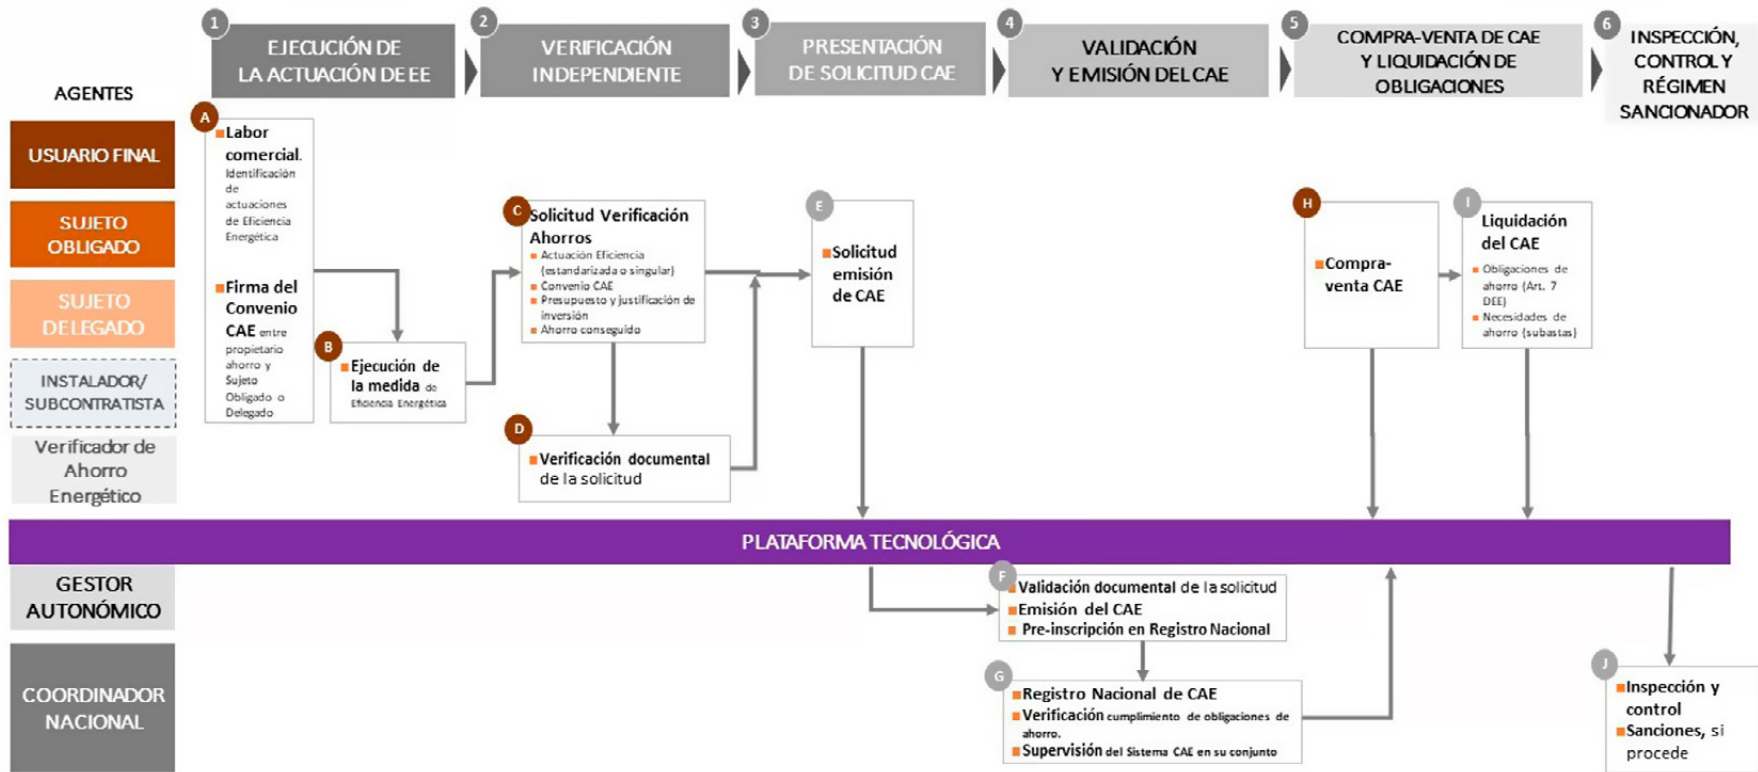 1
EJECUCIÓN DE
LA ACTUACIÓN DE EE
2
VERIFICACIÓN
INDEPENDIENTE
3
PRESENTACIÓN
DE SOLICITUD CAE
4
VALIDACIÓN
Y EMISIÓN DEL CAE
5
COMPRA-VENTA DE CAE
Y LIQUIDACIÓN DE
OBLIGACIONES
6
INSPECCIÓN,
CONTROL Y
RÉGIMEN
SANCIONADOR
AGENTES
USUARIO FINAL
SUJETO
OBLIGADO
SUJETO
DELEGADO
INSTALADOR/
SUBCONTRATISTA
Verificador de
Ahorro
Energético
A
Labor
comercial.
Identificación
de
actuaciones
de Eficiencia
Energética
Firma del
Convenio
CAE entre
propietario
ahorro y
Sujeto
Obligado o
Delegado
B
Ejecución de
la medida de
Eficiencia Energética
C
Solicitud Verificación
Ahorros
Actuación Eficiencia
(estandarizada o singular)
Convenio CAE
Presupuesto y justificación de
inversión
Ahorro conseguido
D
Verificación documental
de la solicitud
E
Solicitud
emisión
de CAE
H
Compra-
venta CAE
I
Liquidación
del CAE
Obligaciones de
ahorro (Art. 7
DEE)
Necesidades de
ahorro (subastas)
PLATAFORMA TECNOLÓGICA
GESTOR
AUTONÓMICO
COORDINADOR
NACIONAL
F
Validación documental de la solicitud
Emisión del CAE
Pre-inscripción en Registro Nacional
G
Registro Nacional de CAE
Verificación cumplimiento de obligaciones de
ahorro.
Supervisión del Sistema CAE en su conjunto
J
Inspección y
control
Sanciones, si
procede